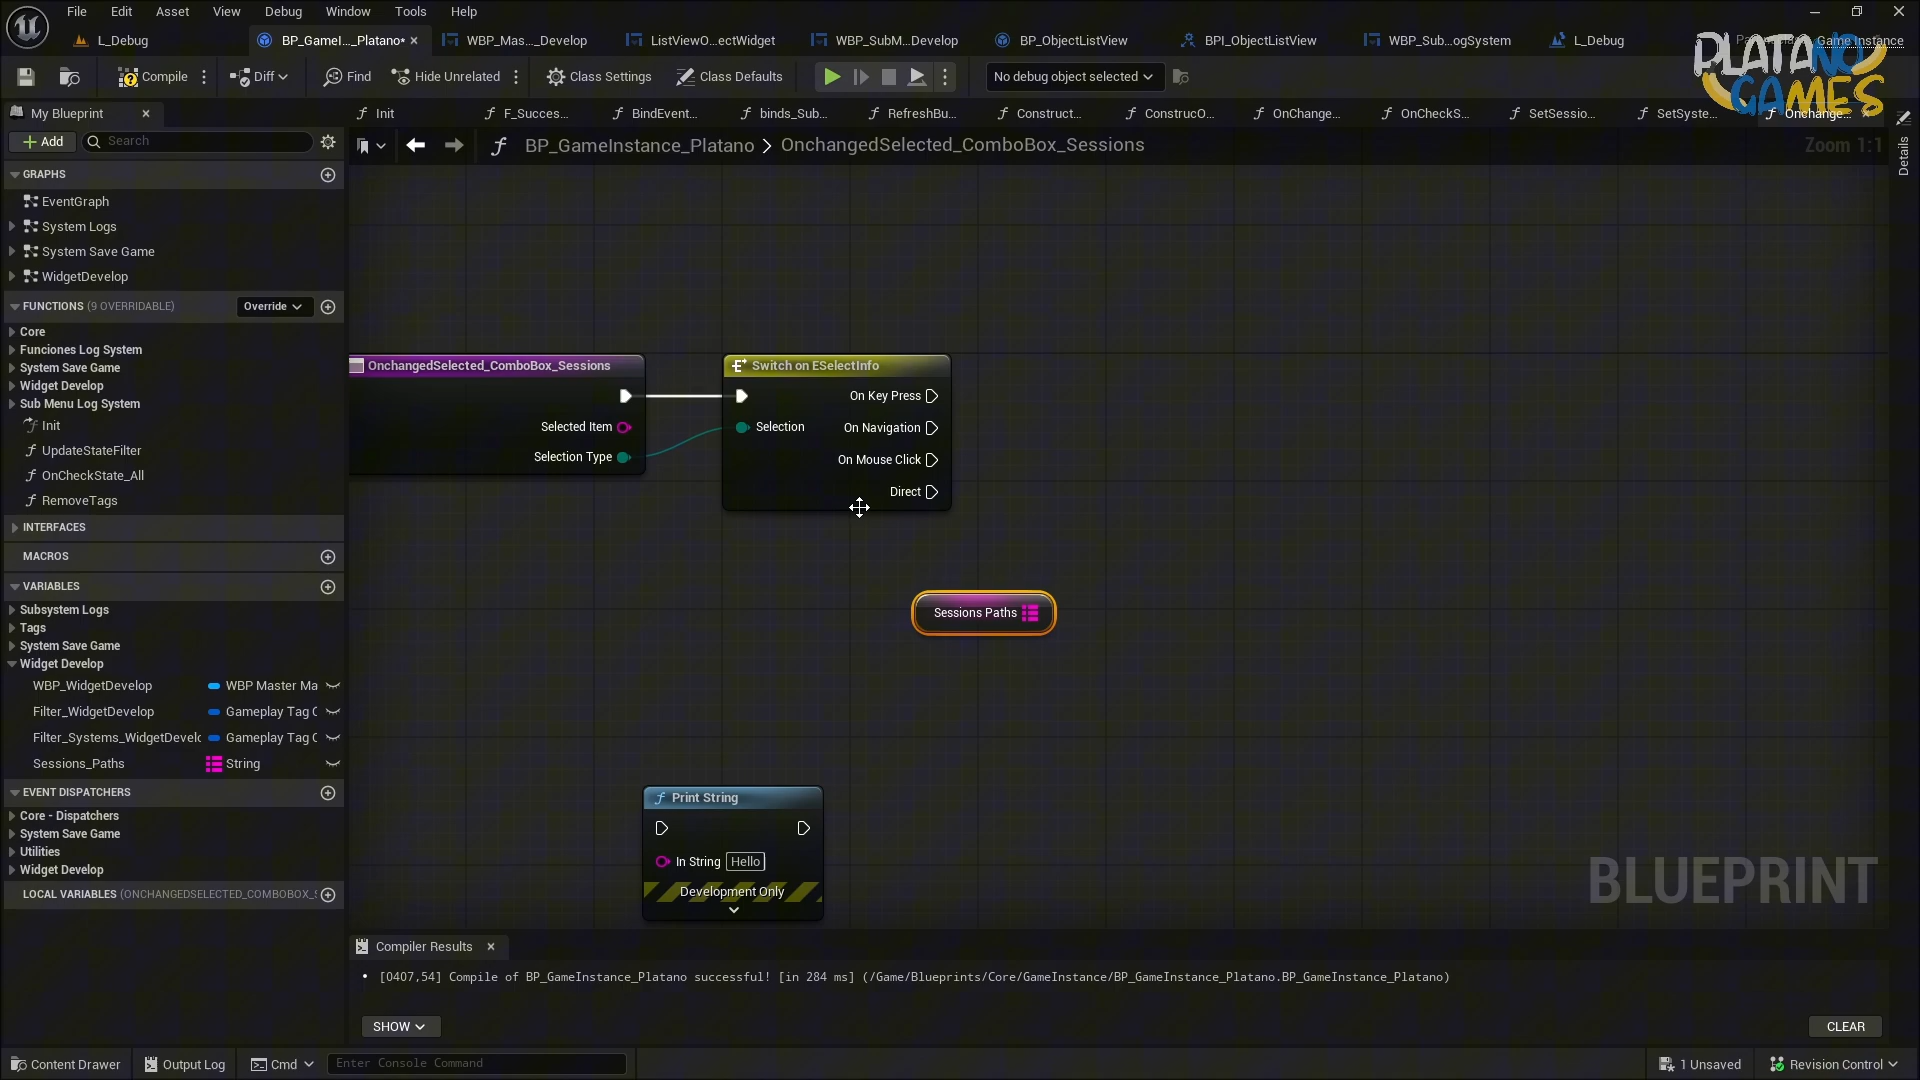 File Edit Asset View Debug Window Tools Help
L_Debug
BP_GameI..._Platano*
WBP_Mas..._Develop
ListViewO...ectWidget
WBP_SubM...Develop
BP_ObjectListView
BPI_ObjectListView
WBP_Sub...ogSystem
L_Debug
Game Instance
PLATANO
GAMES
Compile
Diff
Find
Hide Unrelated
Class Settings
Class Defaults
No debug object selected
My Blueprint
Init
F_Succes...
BindEvent...
binds_Sub...
RefreshBu...
Construct...
ConstrucO...
OnChange...
OnCheckS...
SetSessio...
SetSyste...
Onchange...
Add
Search
BP_GameInstance_Platano > OnchangedSelected_ComboBox_Sessions
Zoom 1:1
Details
GRAPHS
EventGraph
System Logs
System Save Game
WidgetDevelop
FUNCTIONS (9 OVERRIDABLE)
Override
Core
Funciones Log System
System Save Game
Widget Develop
Sub Menu Log System
Init
UpdateStateFilter
OnCheckState_All
RemoveTags
INTERFACES
MACROS
VARIABLES
Subsystem Logs
Tags
System Save Game
Widget Develop
WBP_WidgetDevelop WBP Master Ma
Filter_WidgetDevelop Gameplay Tag C
Filter_Systems_WidgetDevelo Gameplay Tag C
Sessions_Paths String
EVENT DISPATCHERS
Core - Dispatchers
System Save Game
Utilities
Widget Develop
LOCAL VARIABLES (ONCHANGEDSELECTED_COMBOBOX_S
OnchangedSelected_ComboBox_Sessions
Selected Item
Selection Type
Switch on ESelectInfo
On Key Press
On Navigation
Selection
On Mouse Click
Direct
Sessions Paths
Print String
In String Hello
Development Only
BLUEPRINT
Compiler Results
[0407,54] Compile of BP_GameInstance_Platano successful! [in 284 ms] (/Game/Blueprints/Core/GameInstance/BP_GameInstance_Platano.BP_GameInstance_Platano)
SHOW
CLEAR
Content Drawer
Output Log
Cmd
Enter Console Command
1 Unsaved
Revision Control